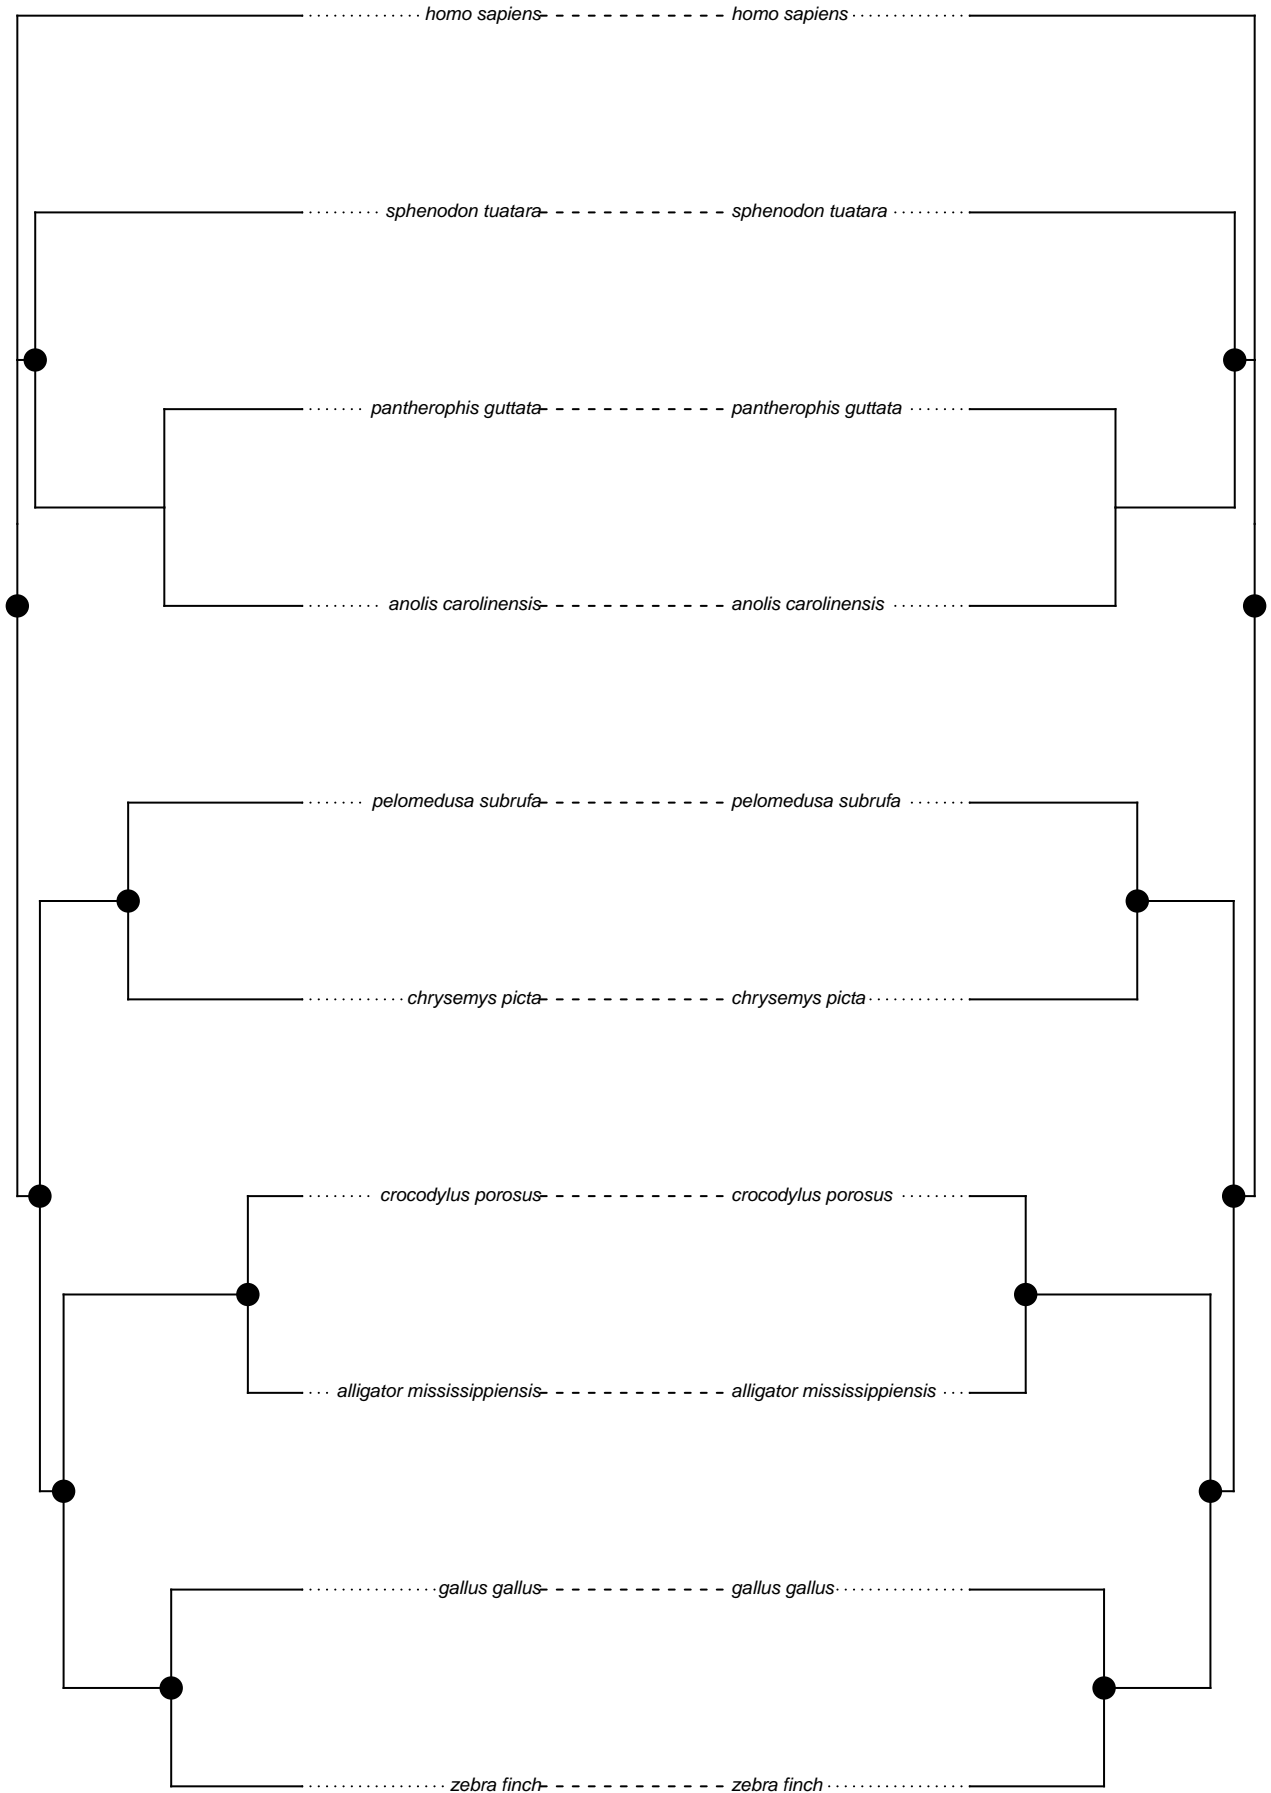 homo sapiens homo sapiens
sphenodon tuatara sphenodon tuatara
pantherophis guttata pantherophis guttata
anolis carolinensis anolis carolinensis
pelomedusa subrufa pelomedusa subrufa
chrysemys picta chrysemys picta
crocodylus porosus crocodylus porosus
alligator mississippiensis alligator mississippiensis
gallus gallus gallus gallus
zebra finch zebra finch